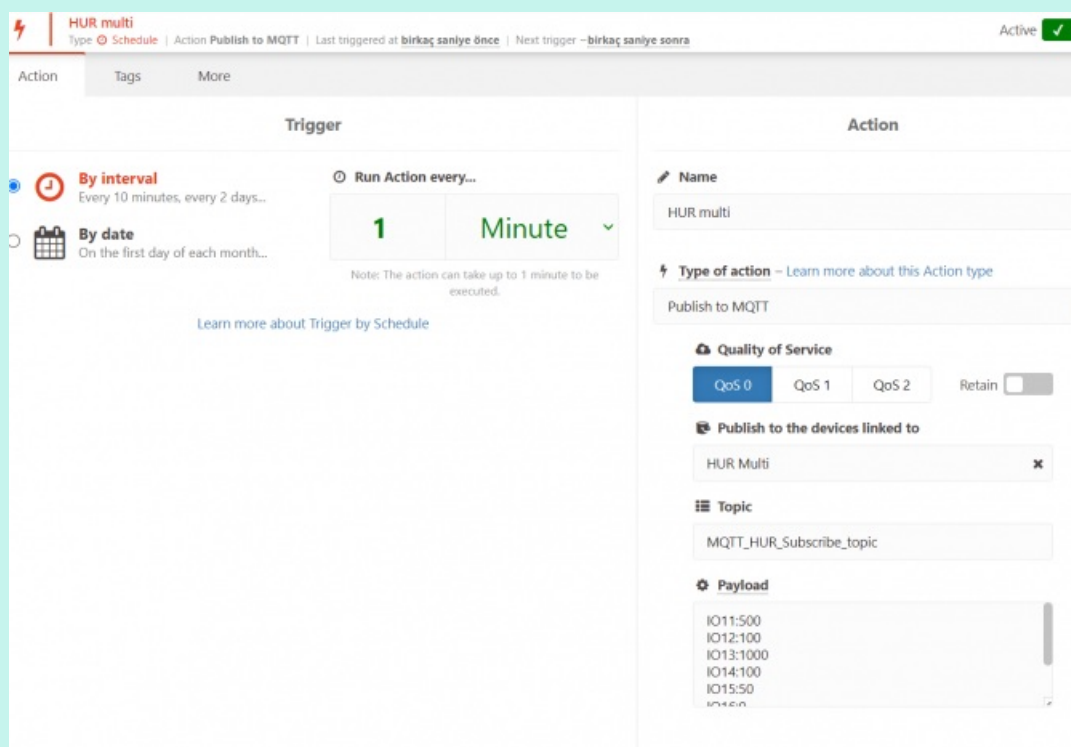 HUR multi
Type Schedule | Action Publish to MQTT | Last triggered at birkaç saniye önce | Next trigger ~birkaç saniye sonra
Active
Action Tags More
Trigger
By interval
Every 10 minutes, every 2 days...
By date
On the first day of each month...
Run Action every...
1 Minute
Note: The action can take up to 1 minute to be
executed.
Learn more about Trigger by Schedule
Action
Name
HUR multi
Type of action – Learn more about this Action type
Publish to MQTT
Quality of Service
QoS 0 QoS 1 QoS 2 Retain
Publish to the devices linked to
HUR Multi
Topic
MQTT_HUR_Subscribe_topic
Payload
IO11:500
IO12:100
IO13:1000
IO14:100
IO15:50
IO16:0